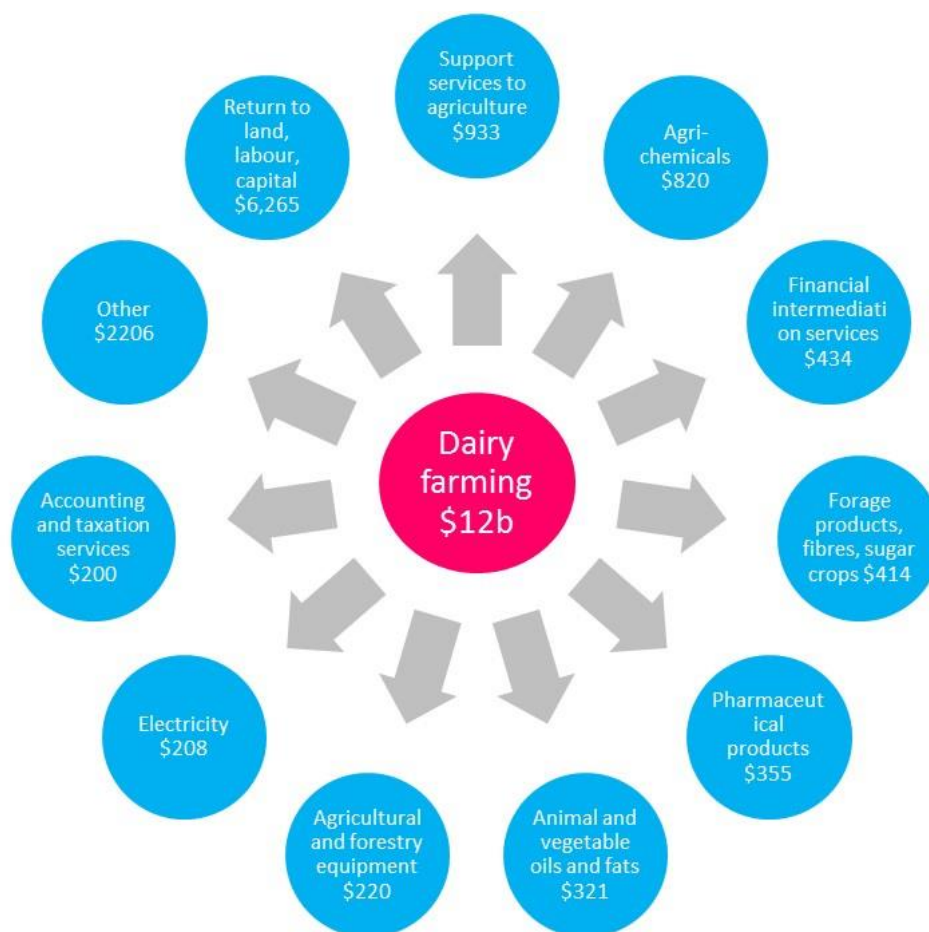 Support
services to
agriculture
$933
Agri-
chemicals
$820
Financial
intermediati
on services
$434
Forage
products,
fibres, sugar
crops $414
Pharmaceut
ical
products
$355
Animal and
vegetable
oils and fats
$321
Agricultural
and forestry
equipment
$220
Electricity
$208
Accounting
and taxation
services
$200
Other
$2206
Return to
land,
labour,
capital
$6,265
Dairy
farming
$12b